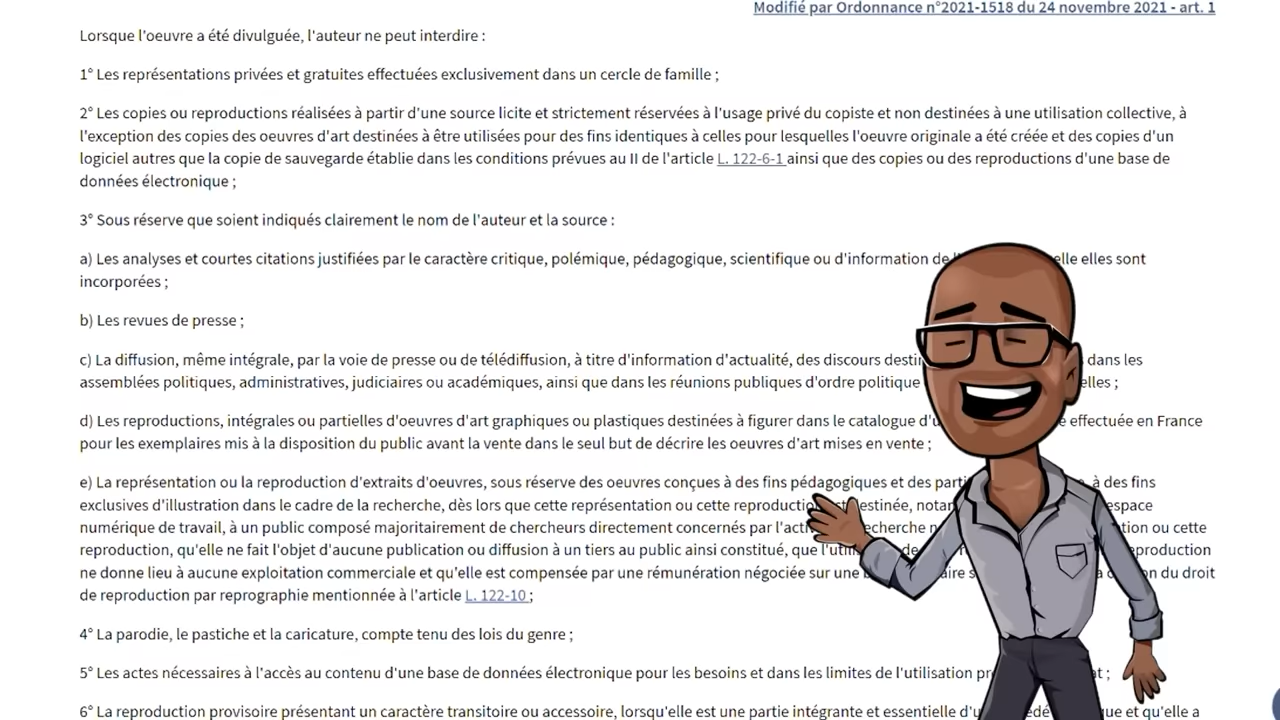 Modifié par Ordonnance n°2021-1518 du 24 novembre 2021 - art. 1
Lorsque l'oeuvre a été divulguée, l'auteur ne peut interdire :
1° Les représentations privées et gratuites effectuées exclusivement dans un cercle de famille ;
2° Les copies ou reproductions réalisées à partir d'une source licite et strictement réservées à l'usage privé du copiste et non destinées à une utilisation collective, à
l'exception des copies des oeuvres d'art destinées à être utilisées pour des fins identiques à celles pour lesquelles l'oeuvre originale a été créée et des copies d'un
logiciel autres que la copie de sauvegarde établie dans les conditions prévues au II de l'article L. 122-6-1 ainsi que des copies ou des reproductions d'une base de
données électronique ;
3° Sous réserve que soient indiqués clairement le nom de l'auteur et la source :
a) Les analyses et courtes citations justifiées par le caractère critique, polémique, pédagogique, scientifique ou d'information de elle elles sont
incorporées ;
b) Les revues de presse ;
c) La diffusion, même intégrale, par la voie de presse ou de télédiffusion, à titre d'information d'actualité, des discours dans les
assemblées politiques, administratives, judiciaires ou académiques, ainsi que dans les réunions publiques d'ordre politique elles ;
d) Les reproductions, intégrales ou partielles d'oeuvres d'art graphiques ou plastiques destinées à figurer dans le catalogue effectuée en France
pour les exemplaires mis à la disposition du public avant la vente dans le seul but de décrire les oeuvres d'art mises en vente ;
e) La représentation ou la reproduction d'extraits d'oeuvres, sous réserve des oeuvres conçues à des fins pédagogiques et des à des fins
exclusives d'illustration dans le cadre de la recherche, dès lors que cette représentation ou cette reproduction est destinée, espace
numérique de travail, à un public composé majoritairement de chercheurs directement concernés par recherche ou cette
reproduction, qu'elle ne fait l'objet d'aucune publication ou diffusion à un tiers au public ainsi constitué, que reproduction
ne donne lieu à aucune exploitation commerciale et qu'elle est compensée par une rémunération négociée sur une du droit
de reproduction par reprographie mentionnée à l'article L. 122-10 ;
4° La parodie, le pastiche et la caricature, compte tenu des lois du genre ;
5° Les actes nécessaires à l'accès au contenu d'une base de données électronique pour les besoins et dans les limites de l'utilisation
6° La reproduction provisoire présentant un caractère transitoire ou accessoire, lorsqu'elle est une partie intégrante et essentielle et qu'elle a